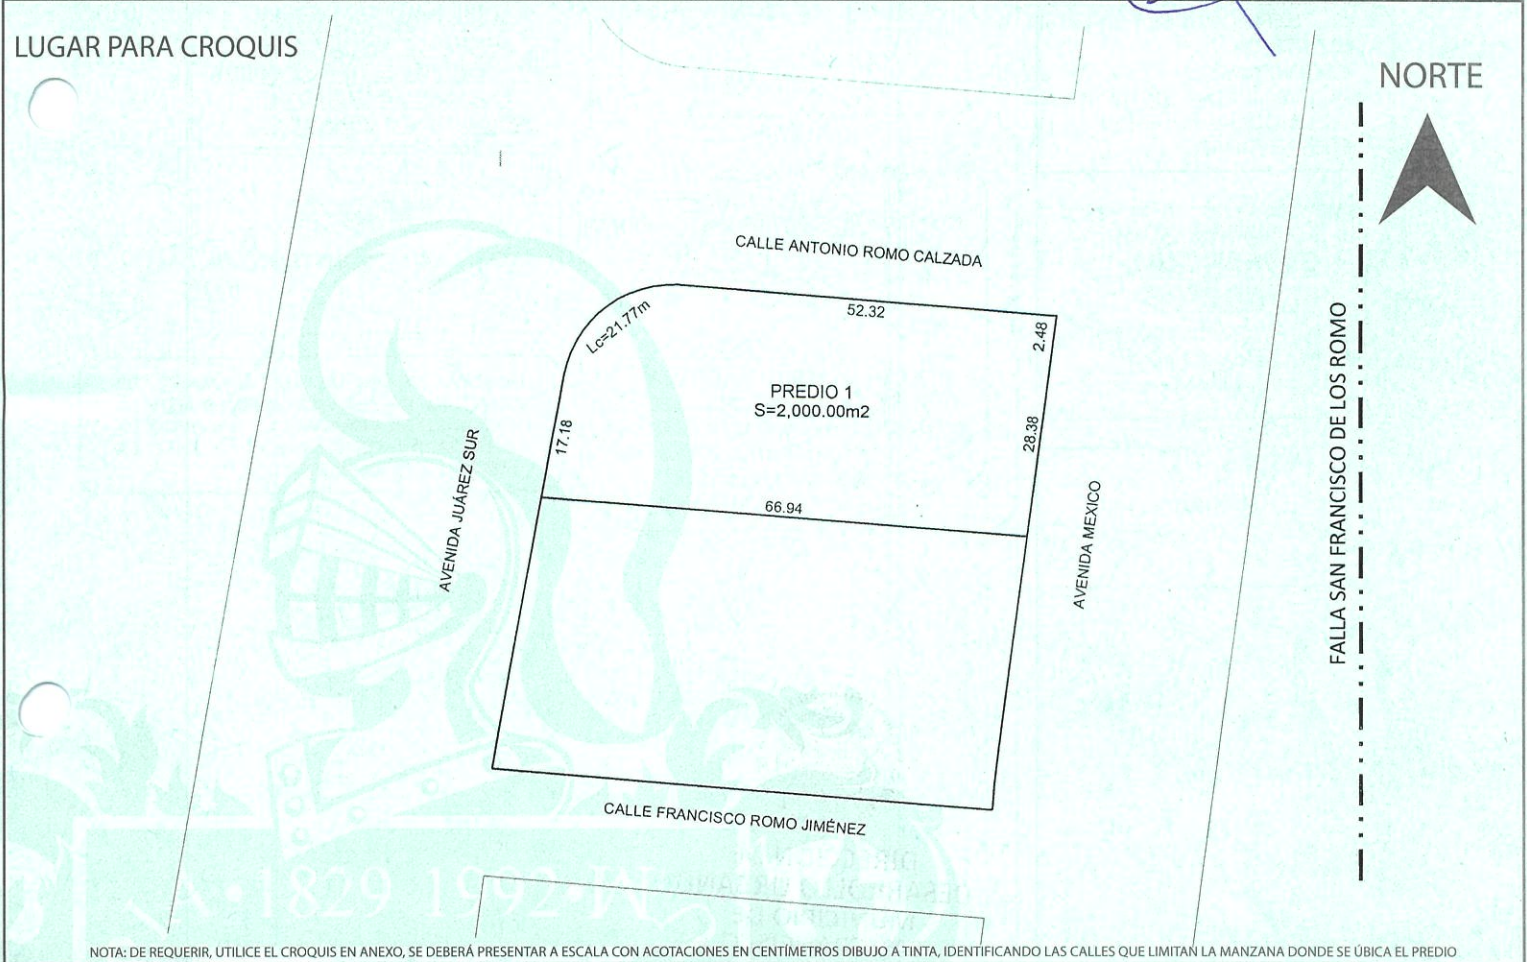 LUGAR PARA CROQUIS
NORTE
CALLE ANTONIO ROMO CALZADA
52.32
Lc=21.77m
2.48
PREDIO 1
S=2,000.00m2
17.18
28.38
66.94
AVENIDA JUÁREZ SUR
AVENIDA MEXICO
FALLA SAN FRANCISCO DE LOS ROMO
CALLE FRANCISCO ROMO JIMÉNEZ
1829 1992
NOTA: DE REQUERIR, UTILICE EL CROQUIS EN ANEXO, SE DEBERÁ PRESENTAR A ESCALA CON ACOTACIONES EN CENTÍMETROS DIBUJO A TINTA, IDENTIFICANDO LAS CALLES QUE LIMITAN LA MANZANA DONDE SE ÚBICA EL PREDIO